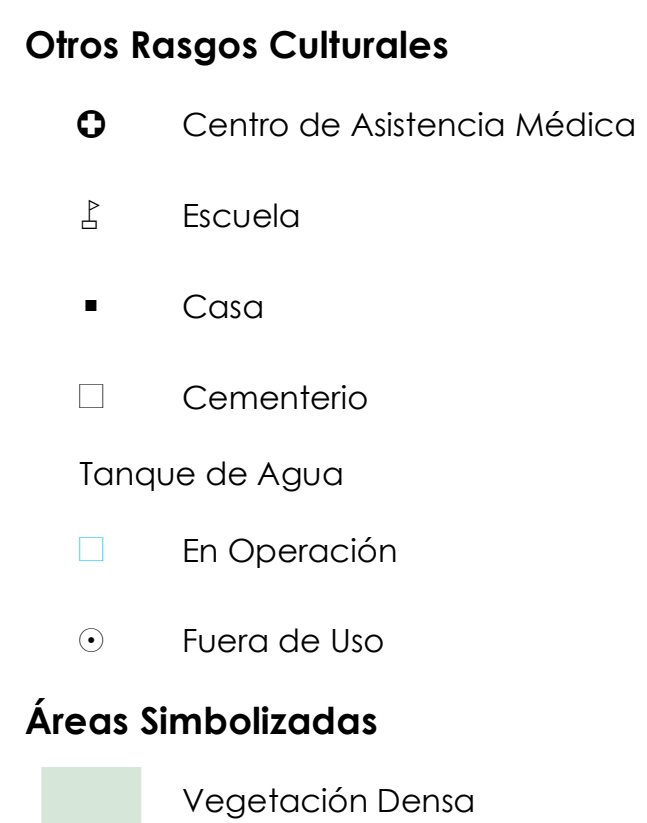 Otros Rasgos Culturales
Centro de Asistencia Médica
Escuela
Casa
Cementerio
Tanque de Agua
En Operación
Fuera de Uso
Áreas Simbolizadas
Vegetación Densa